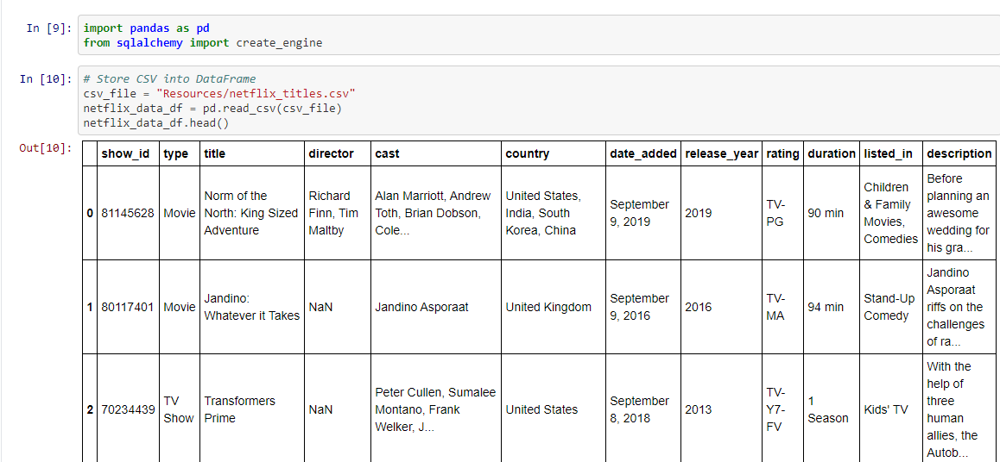 In [9]: import pandas as pd
from sqlalchemy import create_engine
In [10]: # Store CSV into DataFrame
csv_file = "Resources/netflix_titles.csv"
netflix_data_df = pd.read_csv(csv_file)
netflix_data_df.head()
Out[10]:
show_id type title director cast country date_added release_year rating duration listed_in description
0 81145628 Movie
Norm of the
North: King Sized
Adventure
Richard
Finn, Tim
Maltby
Alan Marriott, Andrew
Toth, Brian Dobson,
Cole...
United States,
India, South
Korea, China
September
9, 2019
2019
TV-
PG
90 min
Children
& Family
Movies,
Comedies
Before
planning an
awesome
wedding for
his gra...
1 80117401 Movie
Jandino:
Whatever it Takes
NaN
Jandino Asporaat
United Kingdom
September
9, 2016
2016
TV-
MA
94 min
Stand-Up
Comedy
Jandino
Asporaat
riffs on the
challenges
of ra...
2 70234439
TV
Show
Transformers
Prime
NaN
Peter Cullen, Sumalee
Montano, Frank
Welker, J...
United States
September
8, 2018
2013
TV-
Y7-
FV
1
Season
Kids' TV
With the
help of
three
human
allies, the
Autob...